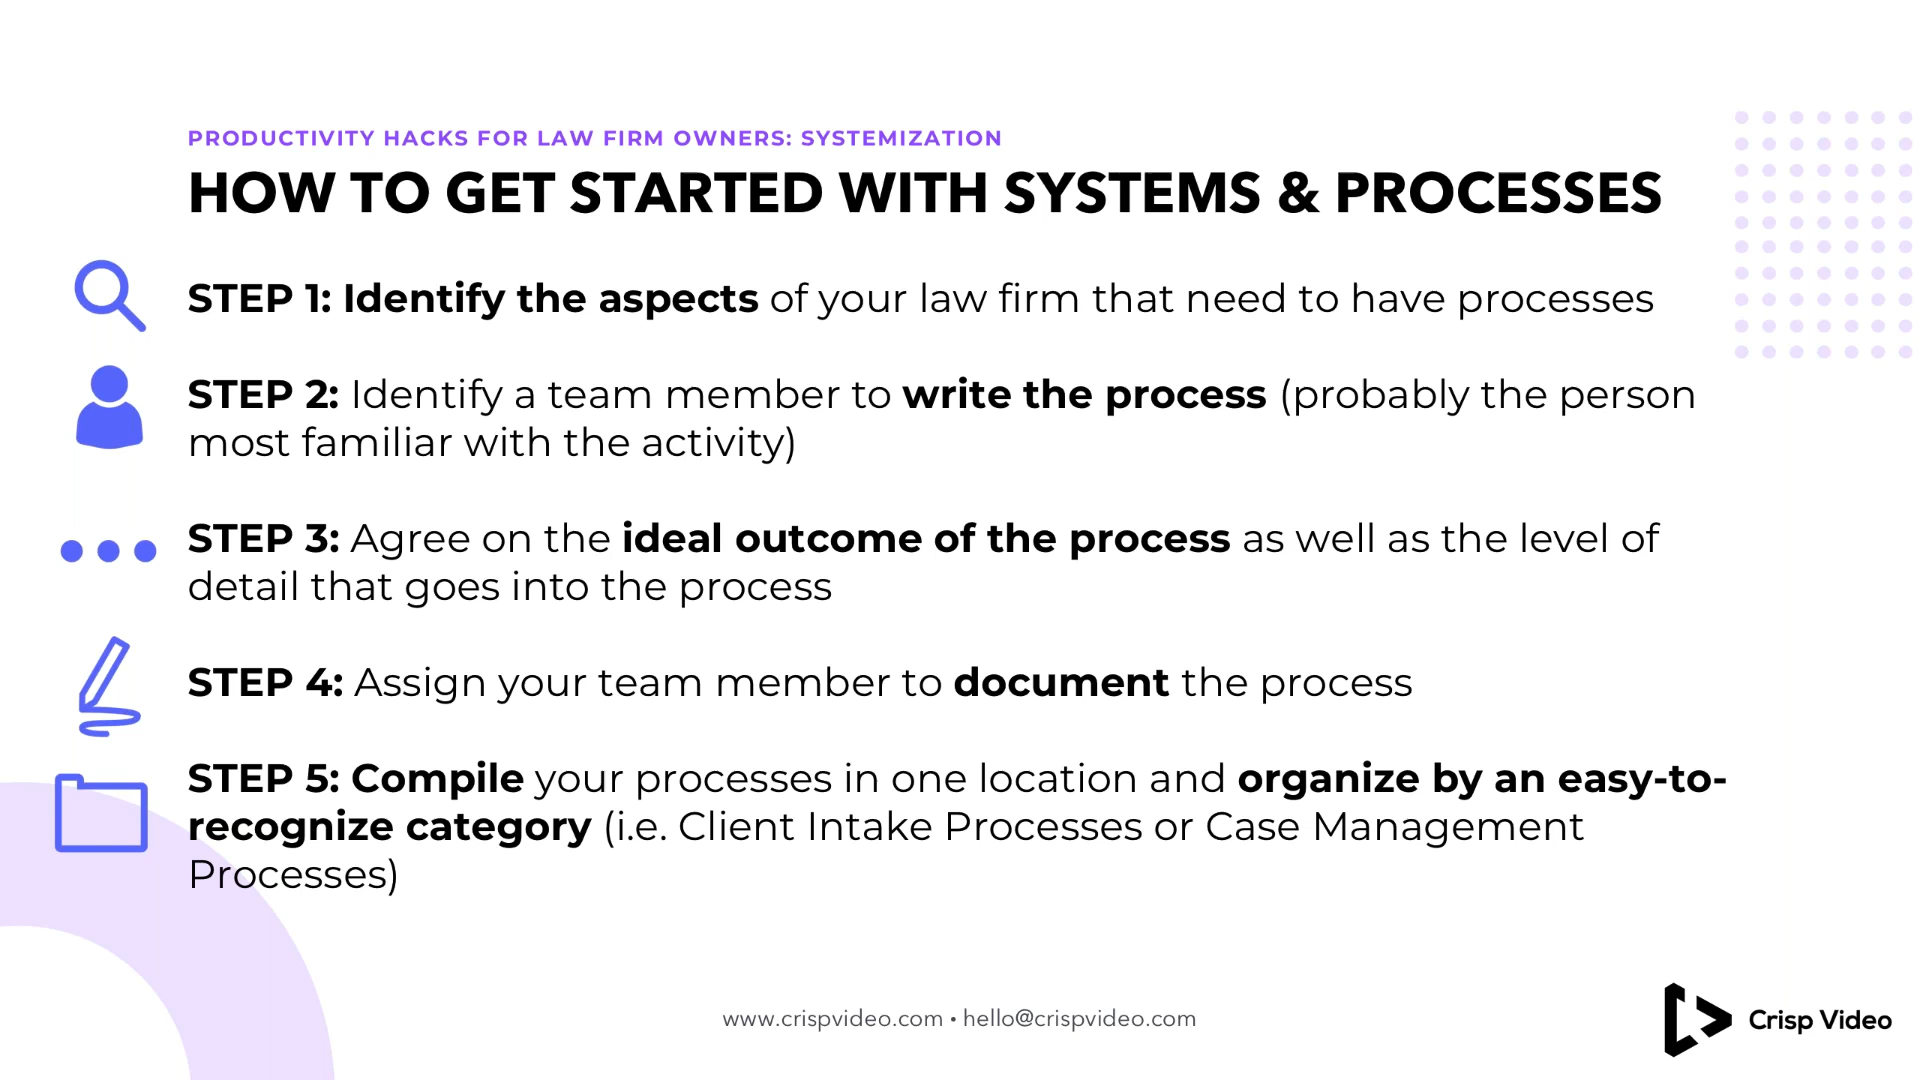 PRODUCTIVITY HACKS FOR LAW FIRM OWNERS: SYSTEMIZATION
HOW TO GET STARTED WITH SYSTEMS & PROCESSES
STEP 1: Identify the aspects of your law firm that need to have processes
STEP 2: Identify a team member to write the process (probably the person
most familiar with the activity)
STEP 3: Agree on the ideal outcome of the process as well as the level of
detail that goes into the process
STEP 4: Assign your team member to document the process
STEP 5: Compile your processes in one location and organize by an easy-to-
recognize category (i.e. Client Intake Processes or Case Management
Processes)
www.crispvideo.com • hello@crispvideo.com
Crisp Video